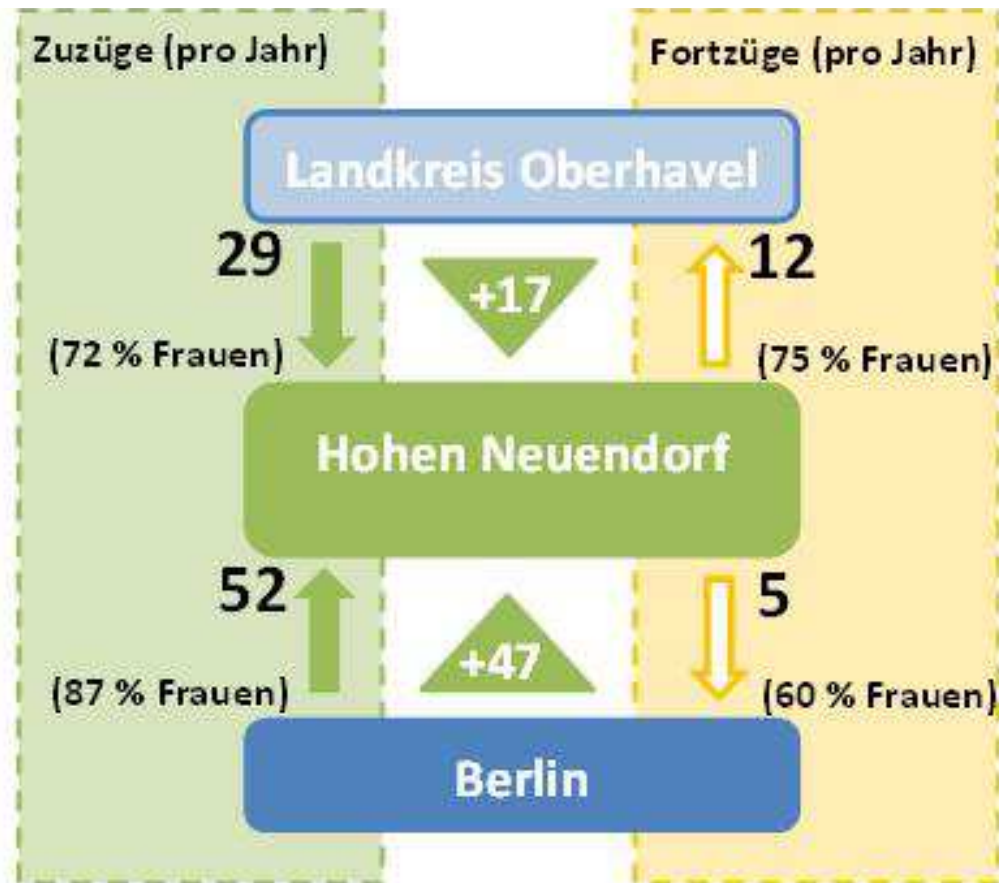 Zuzüge (pro Jahr)
Fortzüge (pro Jahr)
Landkreis Oberhavel
29
+17
12
(72 % Frauen)
(75 % Frauen)
Hohen Neuendorf
52
+47
5
(87 % Frauen)
(60 % Frauen)
Berlin